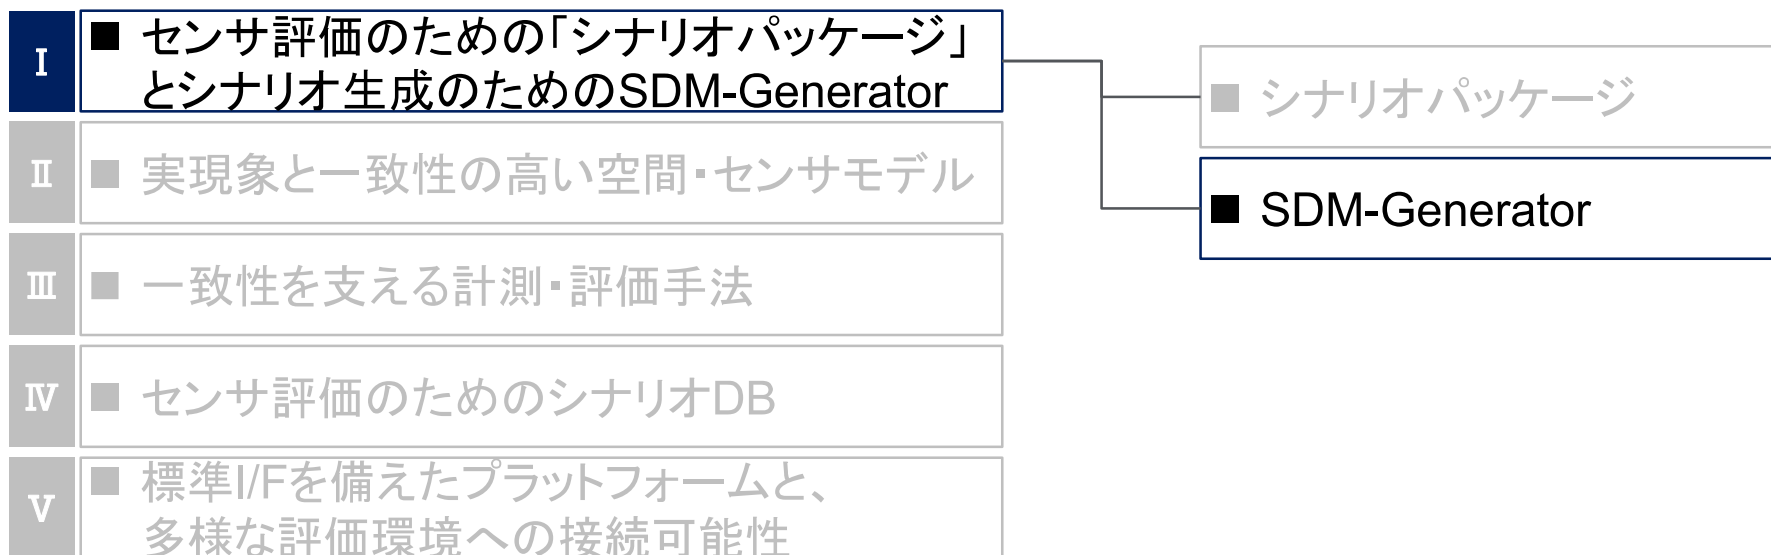 Ⅰ
■ センサ評価のための「シナリオパッケージ」
とシナリオ生成のためのSDM-Generator
■ シナリオパッケージ
■ SDM-Generator
Ⅱ
■ 実現象と一致性の高い空間・センサモデル
Ⅲ
■ 一致性を支える計測・評価手法
Ⅳ
■ センサ評価のためのシナリオDB
Ⅴ
■ 標準I/Fを備えたプラットフォームと、
多様な評価環境への接続可能性